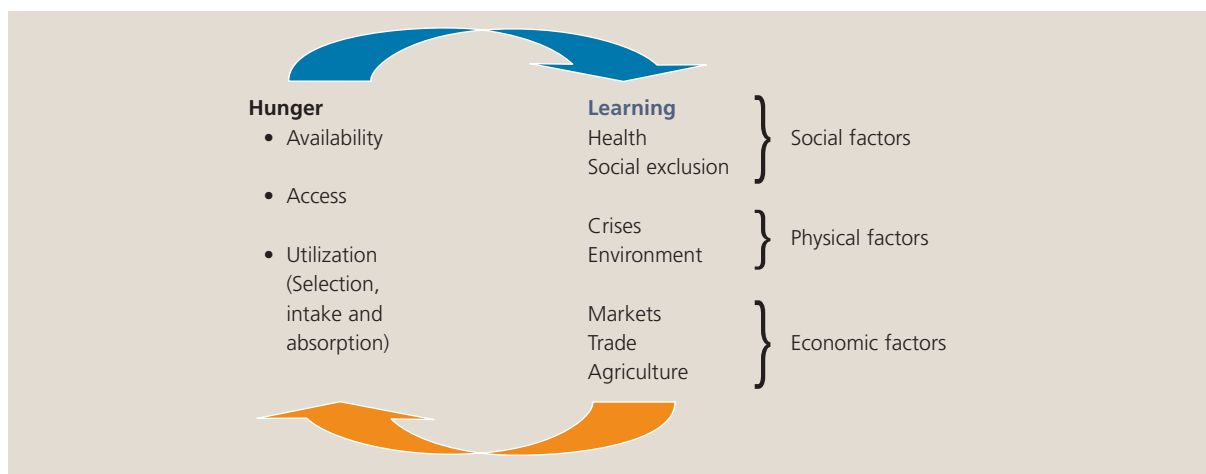 Hunger
• Availability
• Access
• Utilization
(Selection,
intake and
absorption)
Learning
Health
Social exclusion
Social factors
Crises
Environment
Physical factors
Markets
Trade
Agriculture
Economic factors